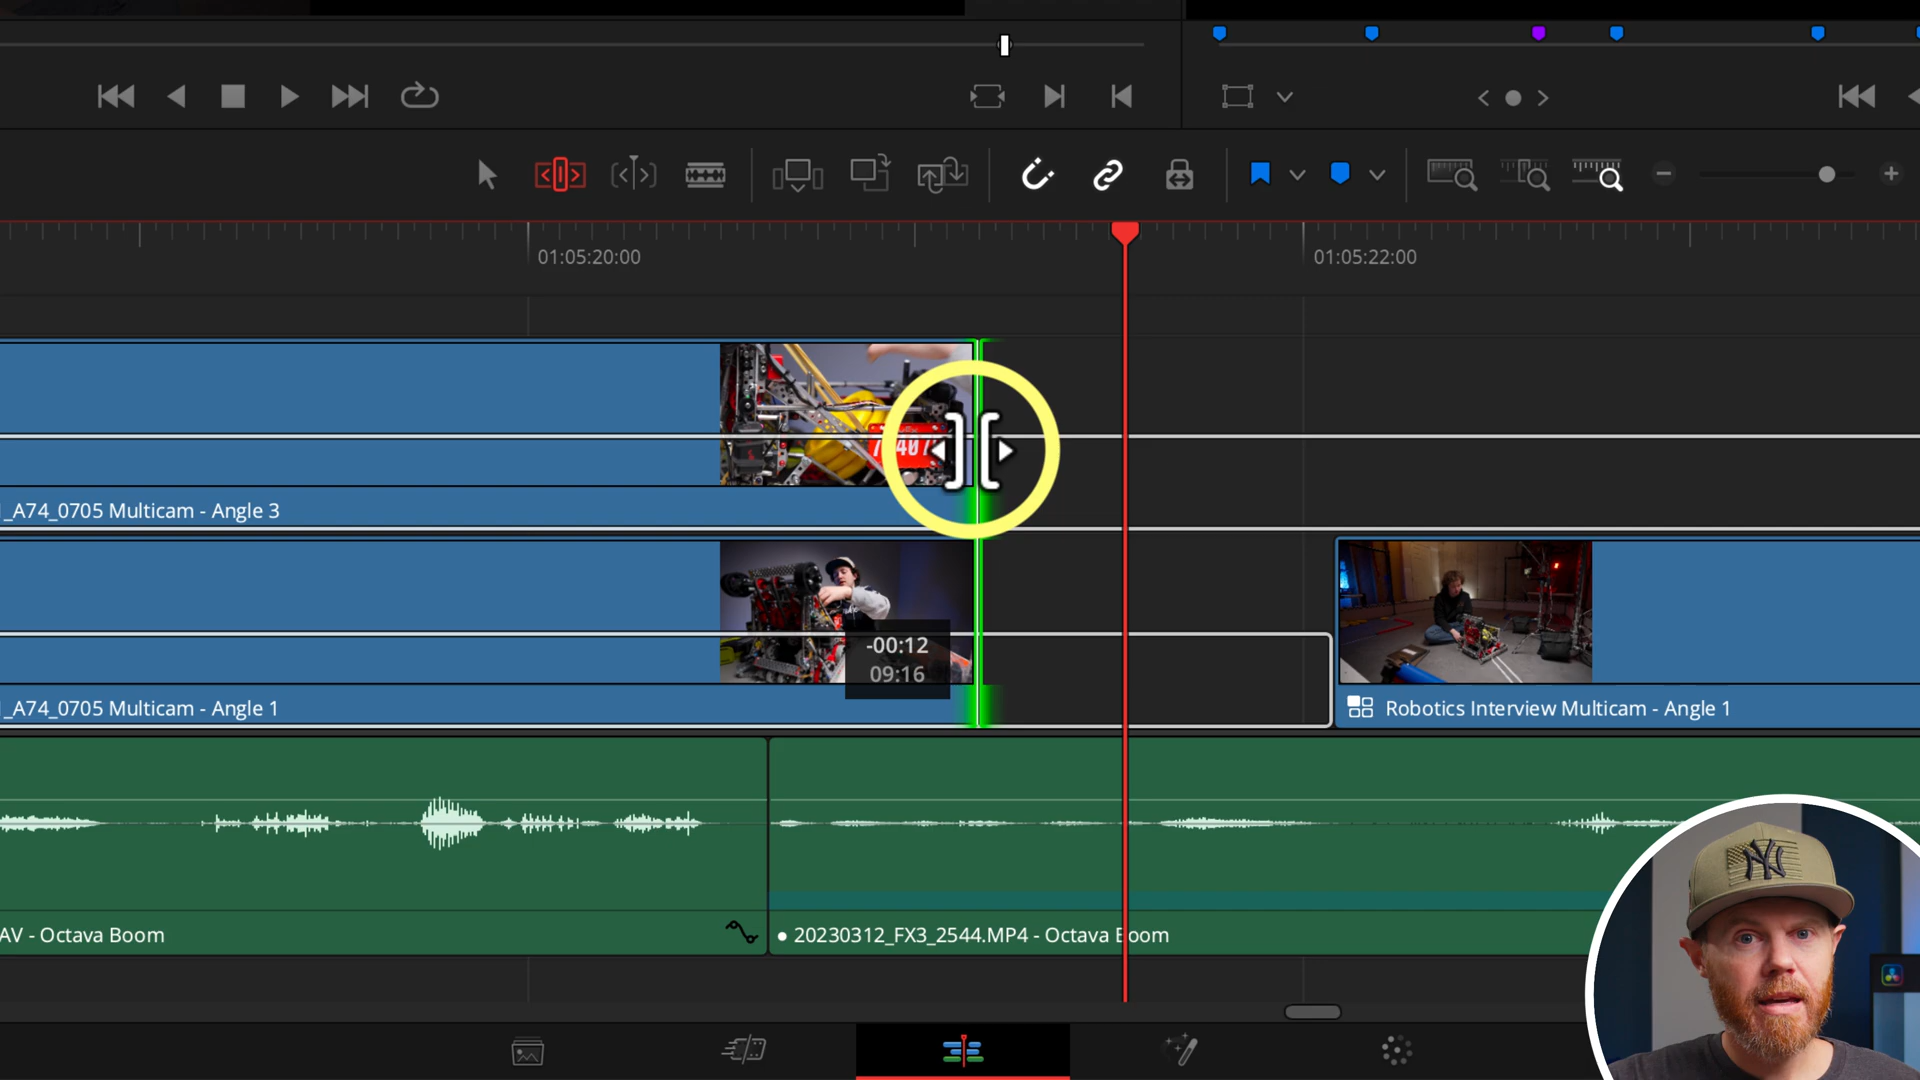 01:05:20:00
01:05:22:00
_A74_0705 Multicam - Angle 3
-00:12
09:16
_A74_0705 Multicam - Angle 1
Robotics Interview Multicam - Angle 1
AV - Octava Boom
20230312_FX3_2544.MP4 - Octava Boom
NY